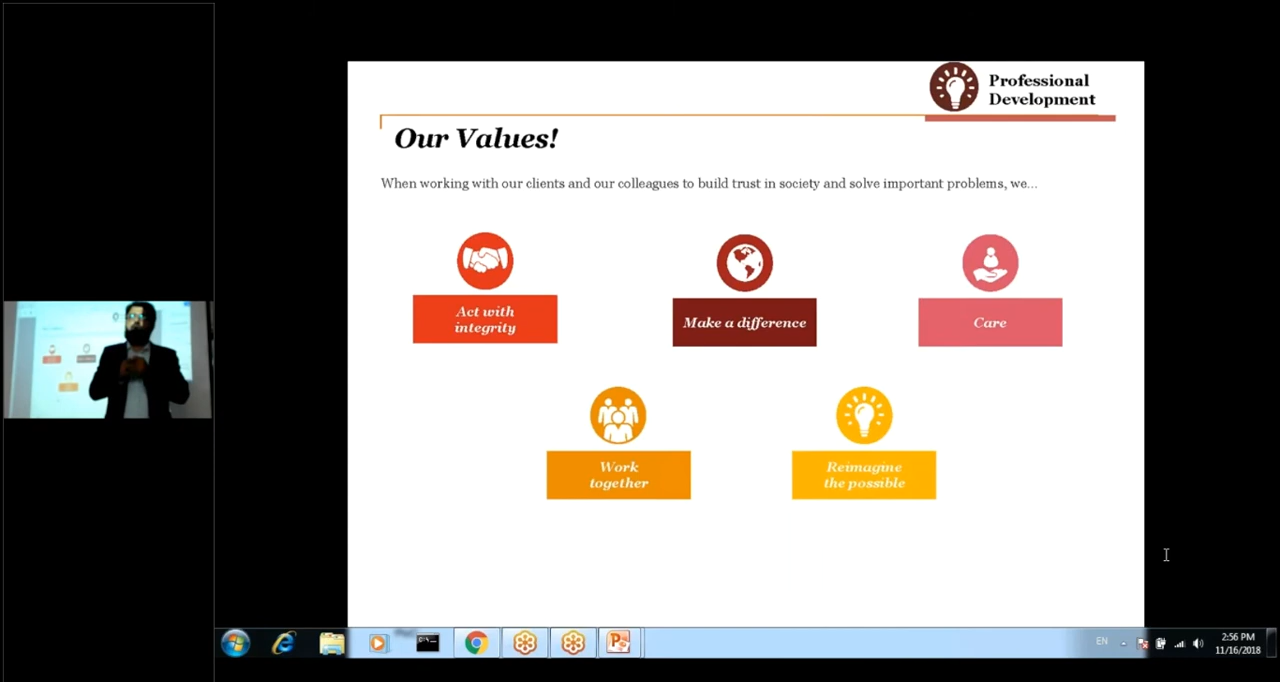 Professional
Development
Our Values!
When working with our clients and our colleagues to build trust in society and solve important problems, we...
Act with
integrity
Make a difference
Care
Work
together
Reimagine
the possible
EN
2:56 PM
11/16/2018